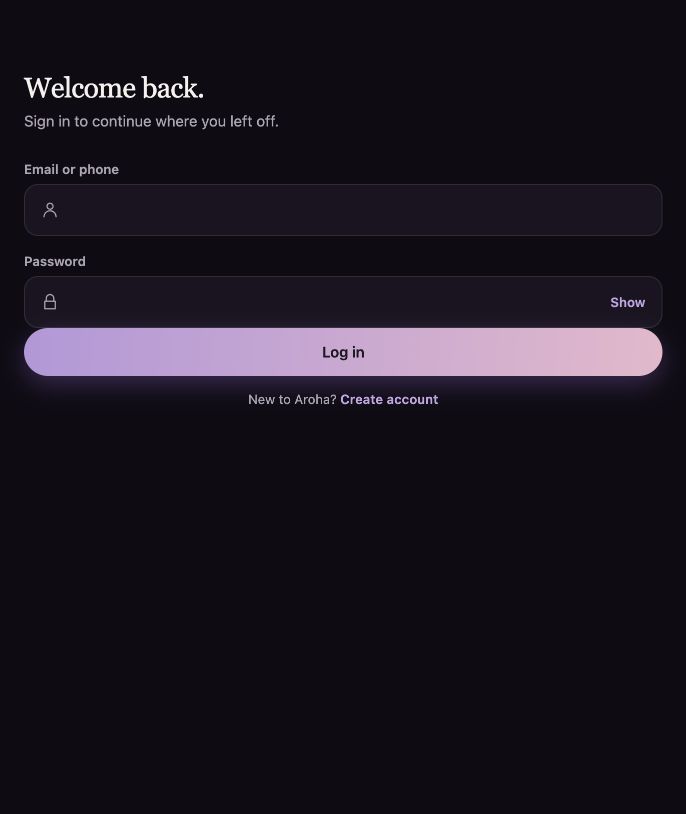 Welcome back.
Sign in to continue where you left off.
Email or phone
Password
Show
Log in
New to Aroha? Create account